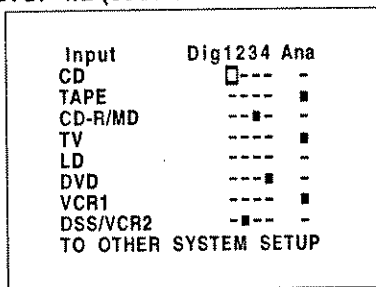 Input Dig1234 Ana
CD □--- -
TAPE ---- ■
CD-R/MD --■- -
TV ---- ■
LD ---- -
DVD ---■ -
VCR1 ---- ■
DSS/VCR2 -■-- -
TO OTHER SYSTEM SETUP